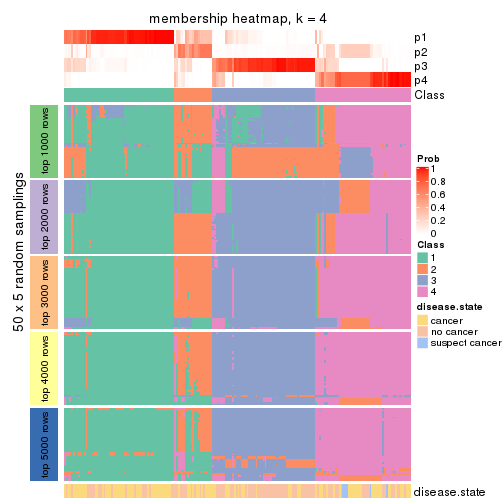 membership heatmap, k = 4
p1
p2
p3
p4
Class
50 x 5 random samplings
top 1000 rows
top 2000 rows
top 3000 rows
top 4000 rows
top 5000 rows
disease.state
Prob
1
0.8
0.6
0.4
0.2
0
Class
1
2
3
4
disease.state
cancer
no cancer
suspect cancer